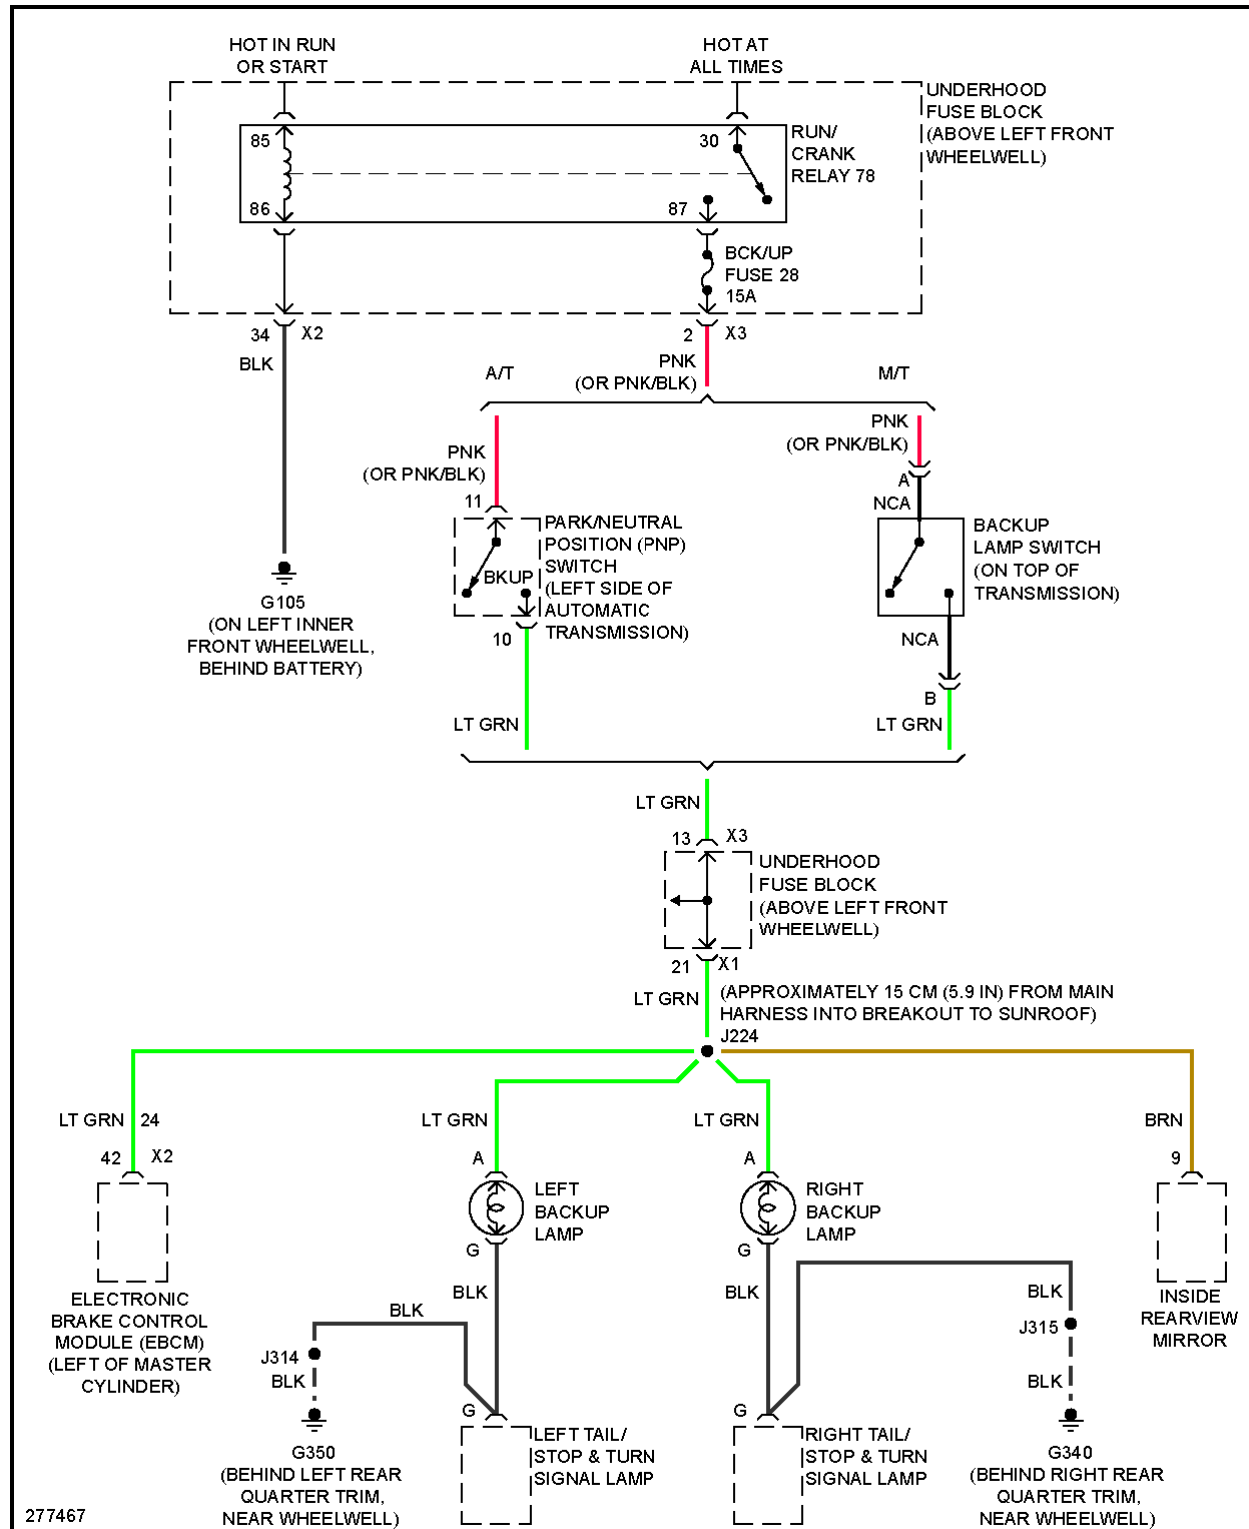 HOT IN RUN
OR START
HOT AT
ALL TIMES
UNDERHOOD
FUSE BLOCK
(ABOVE LEFT FRONT
WHEELWELL)
85
30
RUN/
CRANK
RELAY 78
86
87
BCK/UP
FUSE 28
15A
34
X2
2
X3
BLK
PNK
(OR PNK/BLK)
A/T
M/T
PNK
(OR PNK/BLK)
PNK
(OR PNK/BLK)
11
A
NCA
PARK/NEUTRAL
POSITION (PNP)
SWITCH
(LEFT SIDE OF
AUTOMATIC
TRANSMISSION)
BKUP
BACKUP
LAMP SWITCH
(ON TOP OF
TRANSMISSION)
G105
(ON LEFT INNER
FRONT WHEELWELL,
BEHIND BATTERY)
10
NCA
B
LT GRN
LT GRN
LT GRN
13
X3
UNDERHOOD
FUSE BLOCK
(ABOVE LEFT FRONT
WHEELWELL)
21
X1
LT GRN
(APPROXIMATELY 15 CM (5.9 IN) FROM MAIN
HARNESS INTO BREAKOUT TO SUNROOF)
J224
LT GRN
24
LT GRN
LT GRN
BRN
42
X2
A
A
9
LEFT
BACKUP
LAMP
RIGHT
BACKUP
LAMP
G
G
ELECTRONIC
BRAKE CONTROL
MODULE (EBCM)
(LEFT OF MASTER
CYLINDER)
BLK
BLK
BLK
BLK
INSIDE
REARVIEW
MIRROR
J314
J315
BLK
BLK
G
G
G350
(BEHIND LEFT REAR
QUARTER TRIM,
NEAR WHEELWELL)
LEFT TAIL/
STOP & TURN
SIGNAL LAMP
RIGHT TAIL/
STOP & TURN
SIGNAL LAMP
G340
(BEHIND RIGHT REAR
QUARTER TRIM,
NEAR WHEELWELL)
277467